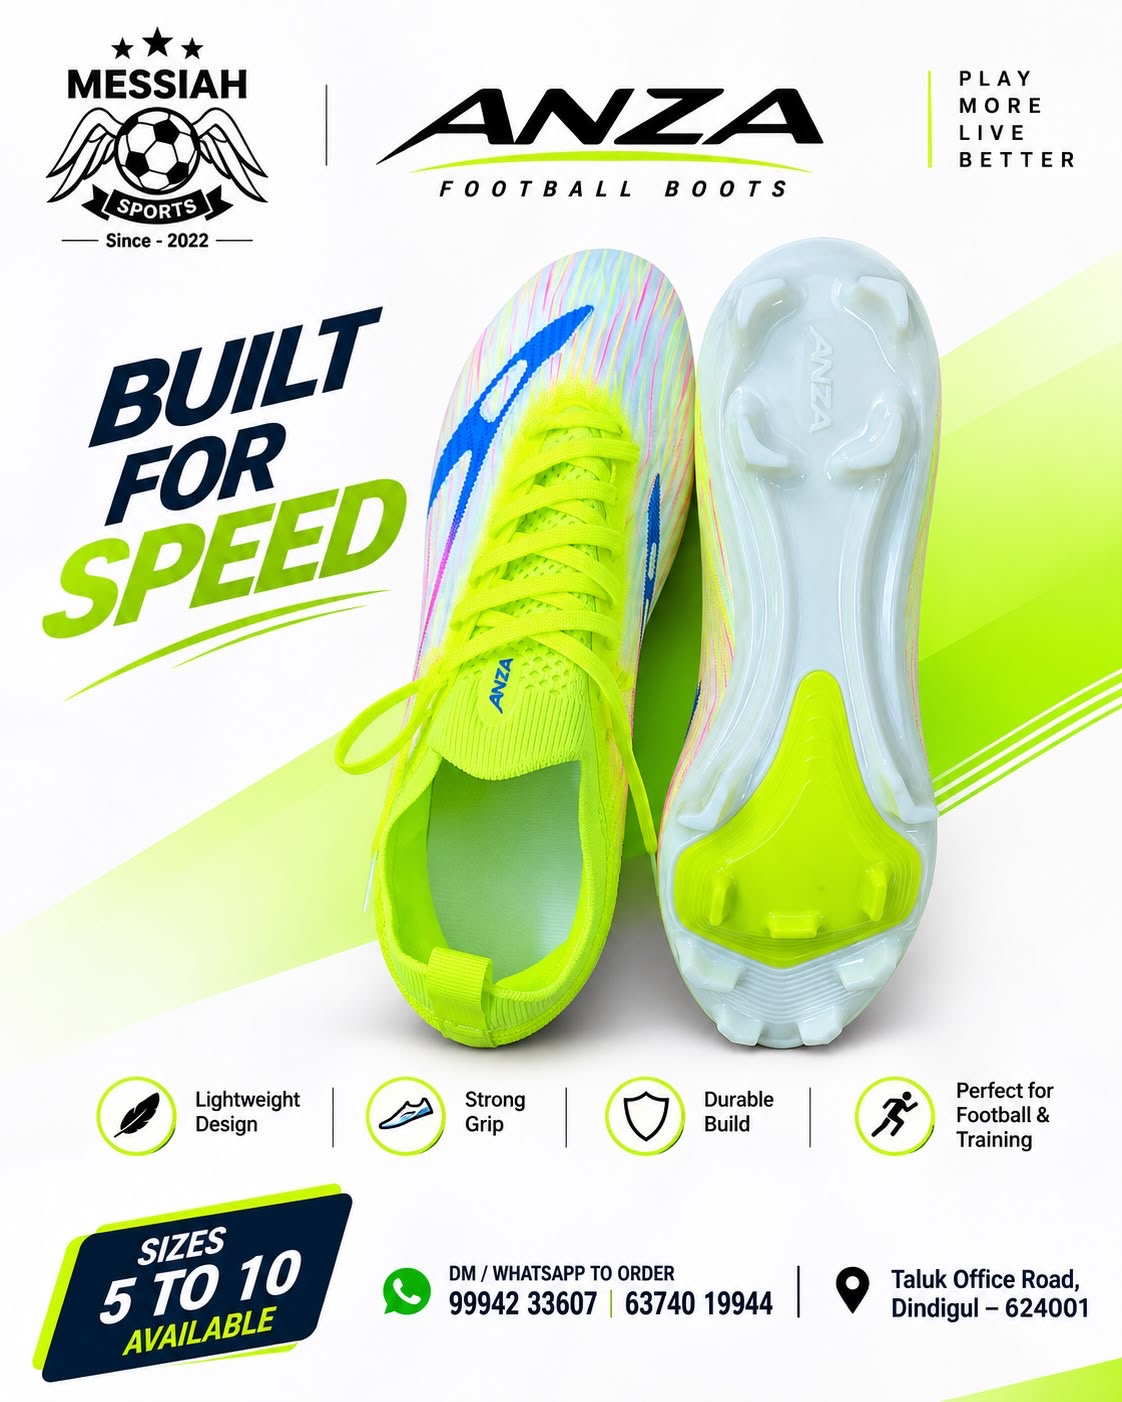 MESSIAH
SPORTS
Since - 2022
ANZA
FOOTBALL BOOTS
PLAY
MORE
LIVE
BETTER
BUILT
FOR
SPEED
ANZA
ANZA
Lightweight
Design
Strong
Grip
Durable
Build
Perfect for
Football &
Training
SIZES
5 TO 10
AVAILABLE
DM / WHATSAPP TO ORDER
99942 33607 | 63740 19944
Taluk Office Road,
Dindigul – 624001